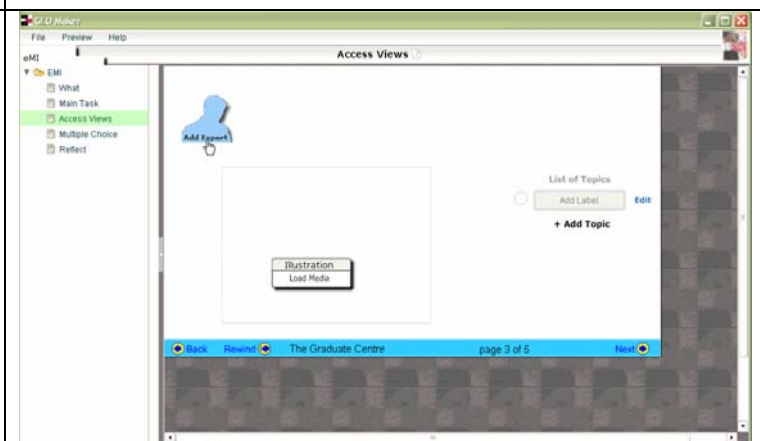 GLO Maker
File Preview Help
eMI
Access Views
EMI
What
Main Task
Access Views
Multiple Choice
Reflect
Add Expert
List of Topics
Add Label Edit
+ Add Topic
Illustration
Load Media
Back Rewind The Graduate Centre page 3 of 5 Next